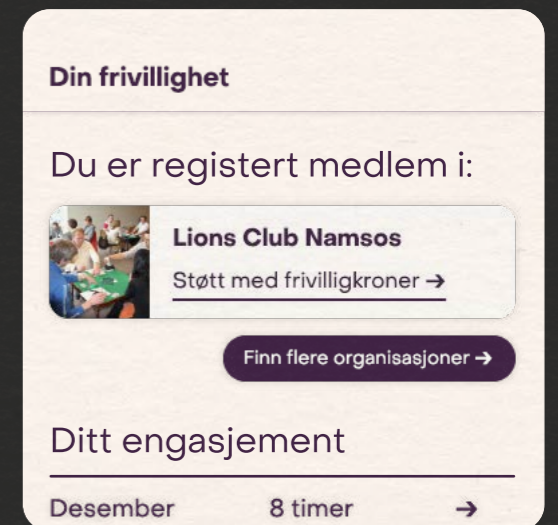 Din frivillighet
Du er registert medlem i:
Lions Club Namsos
Støtt med frivilligkroner →
Finn flere organisasjoner →
Ditt engasjement
Desember 8 timer →